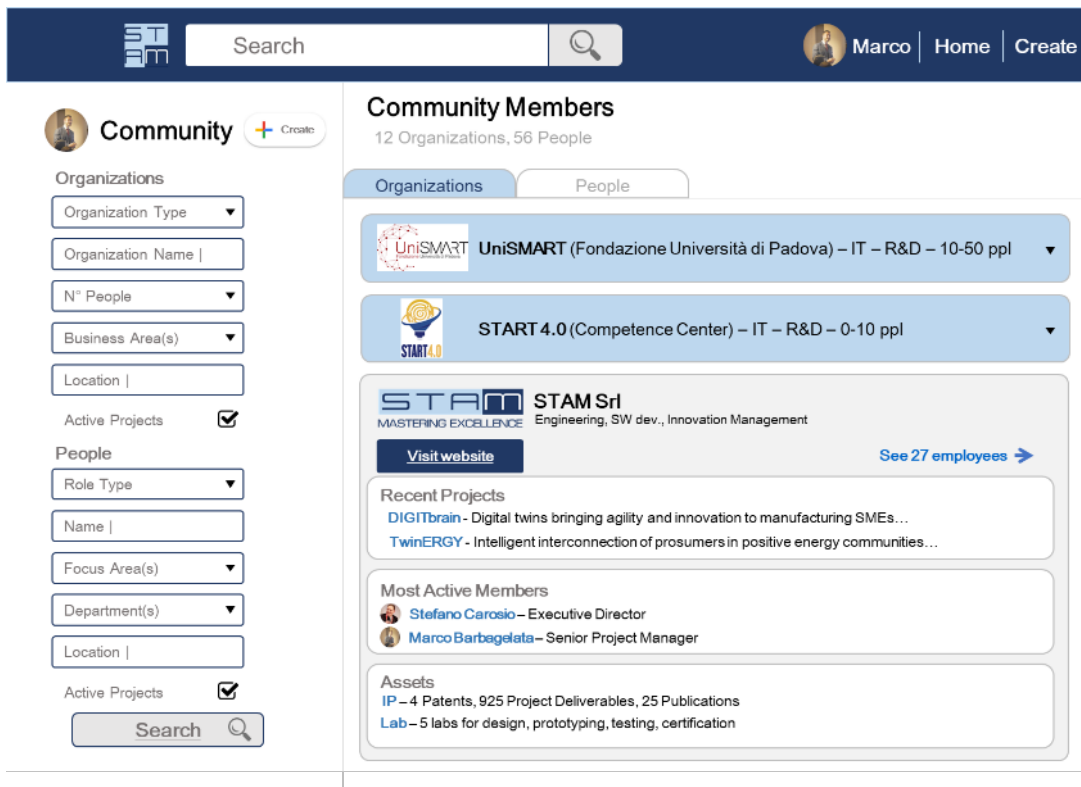 STAM
Search
Marco
Home
Create
Community
Create
Organizations
Organization Type
Organization Name |
N° People
Business Area(s)
Location |
Active Projects
People
Role Type
Name |
Focus Area(s)
Department(s)
Location |
Active Projects
Search
Community Members
12 Organizations, 56 People
Organizations
People
UniSMART
Fondazione Università di Padova
UniSMART (Fondazione Università di Padova) – IT – R&D – 10-50 ppl
START4.0
START 4.0 (Competence Center) – IT – R&D – 0-10 ppl
STAM
MASTERING EXCELLENCE
STAM Srl
Engineering, SW dev., Innovation Management
Visit website
See 27 employees
Recent Projects
DIGITbrain - Digital twins bringing agility and innovation to manufacturing SMEs…
TwinERGY - Intelligent interconnection of prosumers in positive energy communities…
Most Active Members
Stefano Carosio – Executive Director
Marco Barbagelata – Senior Project Manager
Assets
IP – 4 Patents, 925 Project Deliverables, 25 Publications
Lab – 5 labs for design, prototyping, testing, certification